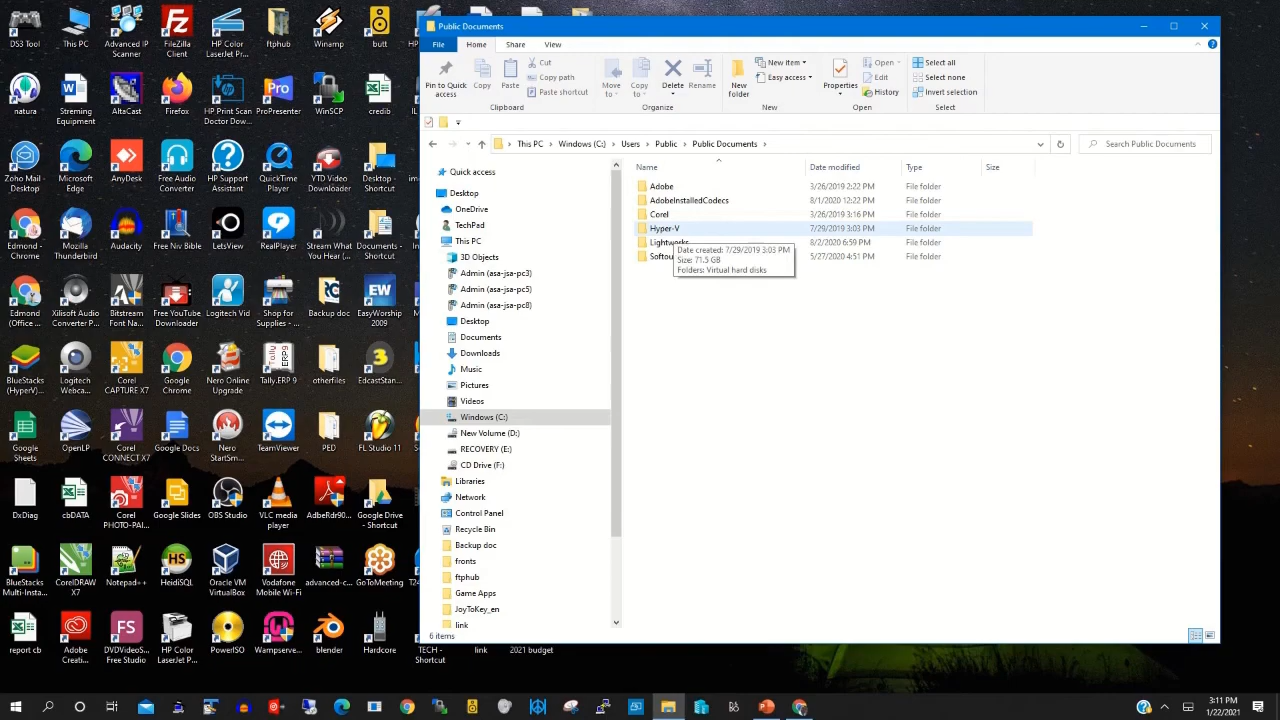 DS3 Tool
This PC
Advanced IP Scanner
FileZilla Client
HP Color LaserJet Pr...
ftphub
Winamp
butt
natura
Streming Equipment
AltaCast
Firefox
HP Print Scan Doctor Dow...
ProPresenter
WinSCP
credib
Zoho Mail - Desktop
Microsoft Edge
AnyDesk
Free Audio Converter
HP Support Assistant
QuickTime Player
YTD Video Downloader
Desktop - Shortcut
Edmond - Chrome
Mozilla Thunderbird
Audacity
Free Niv Bible
LetsView
RealPlayer
Stream What You Hear (...
Documents - Shortcut
Edmond (Office ...
Xilisoft Audio Converter P...
Bitstream Font Na...
Free YouTube Downloader
Logitech Vid
Shop for Supplies - ...
Backup doc
EasyWorship 2009
BlueStacks (HyperV)
Logitech Webca...
Corel CAPTURE X7
Google Chrome
Nero Online Upgrade
Tally.ERP 9
otherfiles
EdcastStan...
Google Sheets
OpenLP
Corel CONNECT X7
Google Docs
Nero StartSm...
TeamViewer
PED
FL Studio 11
DxDiag
cbDATA
Corel PHOTO-PAI...
Google Slides
OBS Studio
VLC media player
AdbeRdr90...
Google Drive - Shortcut
BlueStacks Multi-Insta...
CorelDRAW X7
Notepad++
HeidiSQL
Oracle VM VirtualBox
Vodafone Mobile Wi-Fi
advanced-c...
GoToMeeting
report cb
Adobe Creati...
DVDVideoS... Free Studio
HP Color LaserJet Pr...
PowerISO
Wampserve...
blender
Hardcore
TECH - Shortcut
link
2021 budget
Public Documents
File Home Share View
Pin to Quick access
Copy
Paste
Cut
Copy path
Paste shortcut
Clipboard
Move to
Copy to
Delete
Rename
Organize
New folder
New item
Easy access
New
Properties
Open
Edit
History
Open
Select all
Select none
Invert selection
Select
This PC > Windows (C:) > Users > Public > Public Documents >
Search Public Documents
Quick access
Desktop
OneDrive
TechPad
This PC
3D Objects
Admin (asa-jsa-pc3)
Admin (asa-jsa-pc5)
Admin (asa-jsa-pc8)
Desktop
Documents
Downloads
Music
Pictures
Videos
Windows (C:)
New Volume (D:)
RECOVERY (E:)
CD Drive (F:)
Libraries
Network
Control Panel
Recycle Bin
Backup doc
fronts
ftphub
Game Apps
JoyToKey_en
link
Name Date modified Type Size
Adobe 3/26/2019 2:22 PM File folder
AdobeInstalledCodecs 8/1/2020 12:22 PM File folder
Corel 3/26/2019 3:16 PM File folder
Hyper-V 7/29/2019 3:03 PM File folder
Lightworks 8/2/2020 6:59 PM File folder
5/27/2020 4:51 PM File folder
Date created: 7/29/2019 3:03 PM
Size: 71.5 GB
Folders: Virtual hard disks
6 items
3:11 PM
1/22/2021